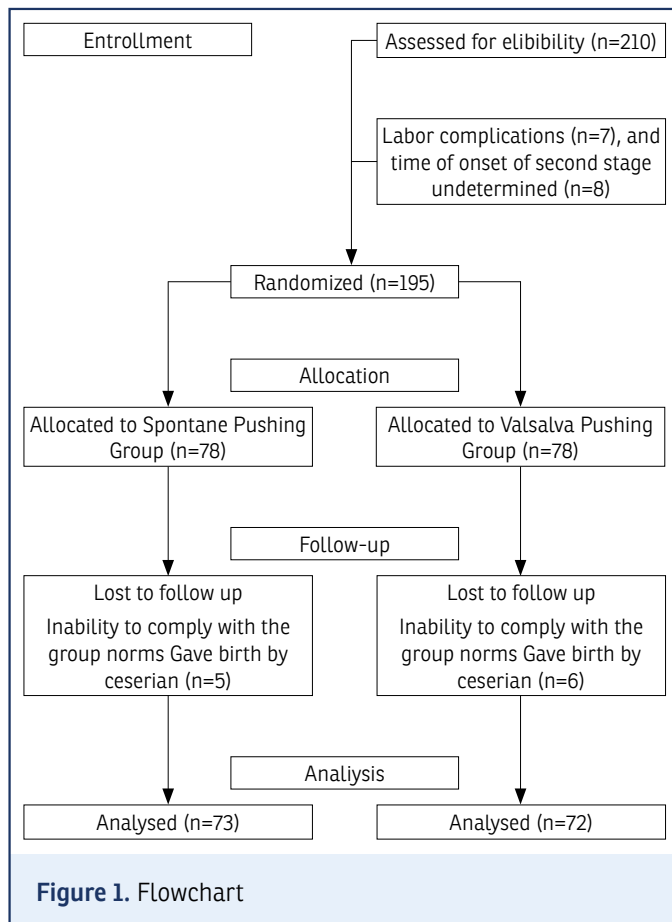 Entrollment
Assessed for elibibility (n=210)
Labor complications (n=7), and
time of onset of second stage
undetermined (n=8)
Randomized (n=195)
Allocation
Allocated to Spontane Pushing
Group (n=78)
Allocated to Valsalva Pushing
Group (n=78)
Follow-up
Lost to follow up
Inability to comply with the
group norms Gave birth by
ceserian (n=5)
Lost to follow up
Inability to comply with the
group norms Gave birth by
ceserian (n=6)
Analiysis
Analysed (n=73)
Analysed (n=72)
Figure 1. Flowchart